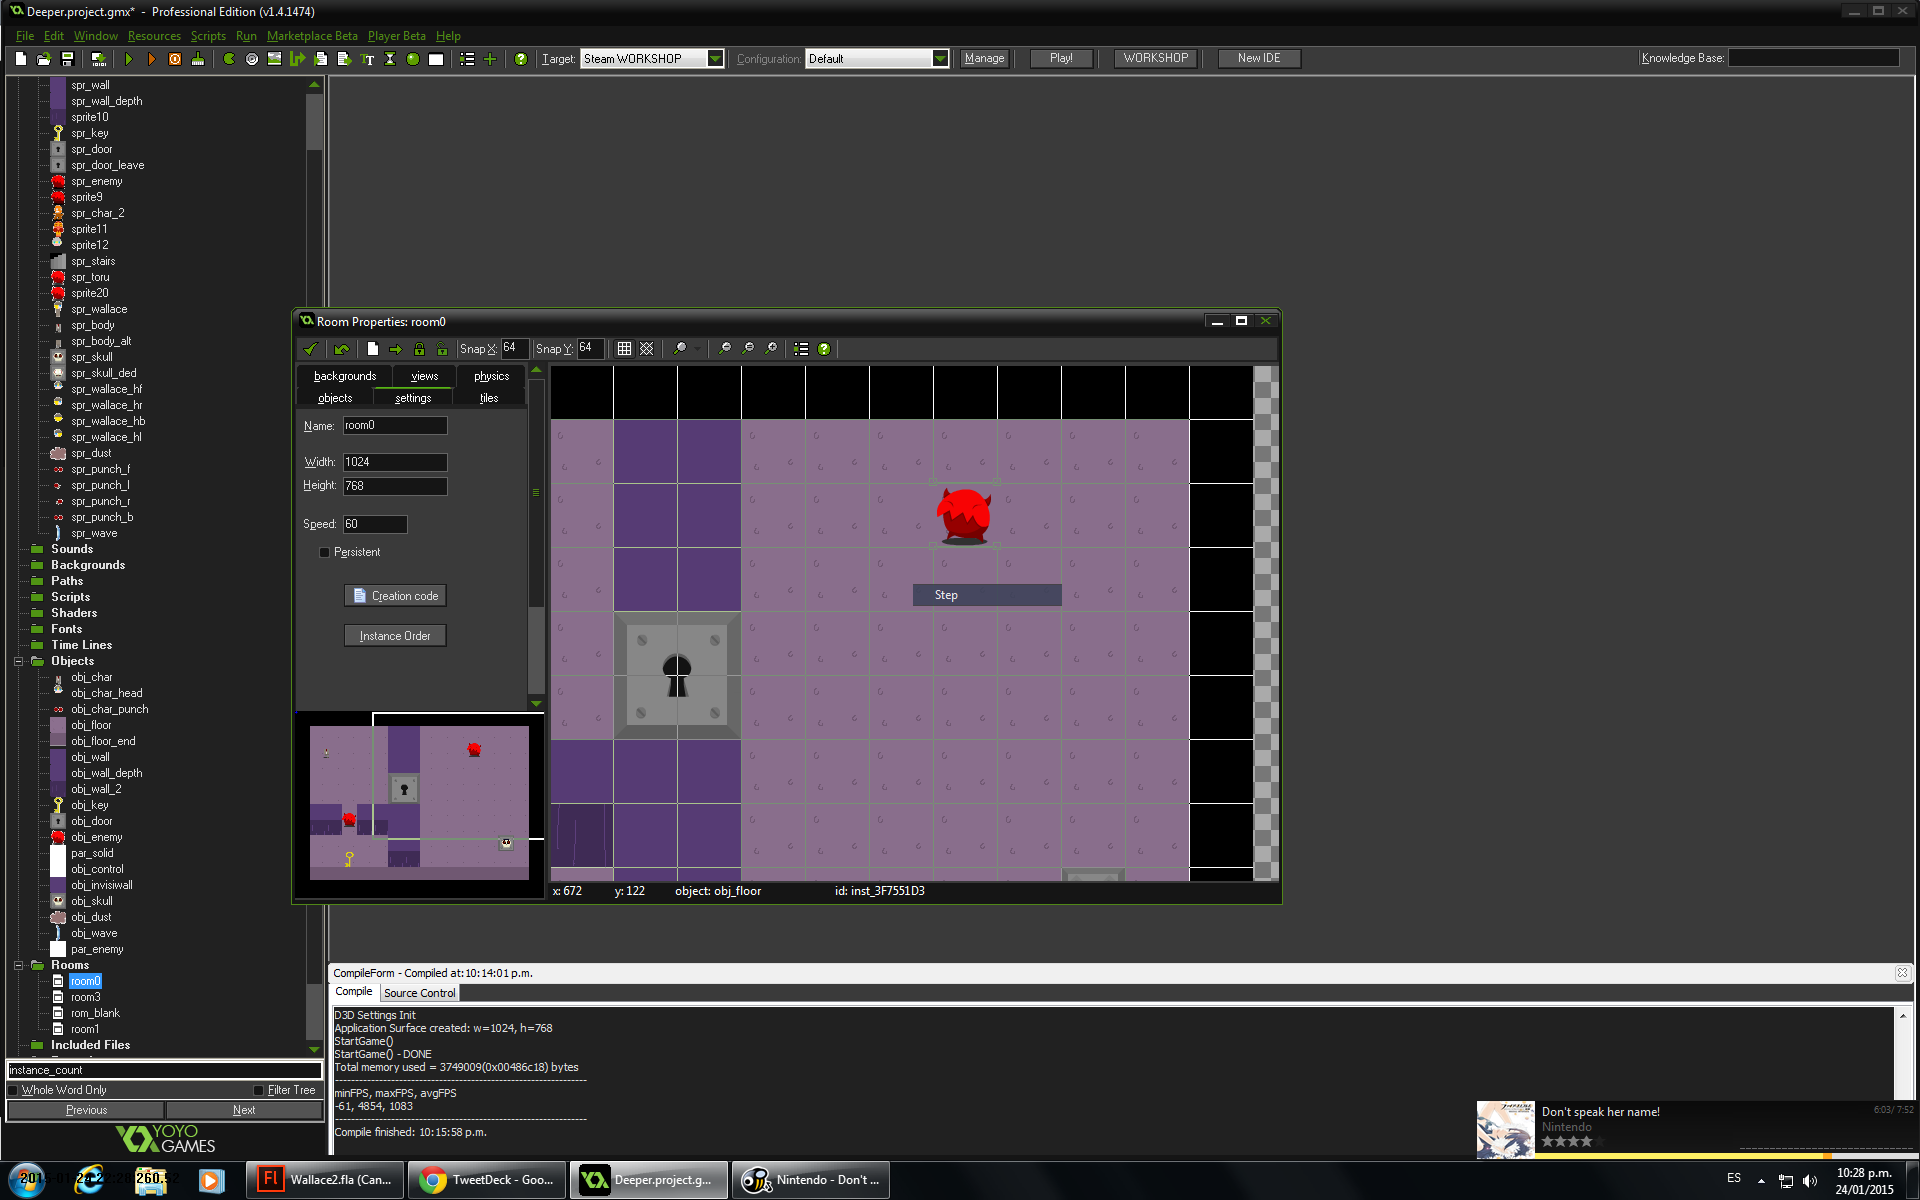 Deeper.project.gmx*  -  Professional Edition (v1.4.1474)
File Edit Window Resources Scripts Run Marketplace Beta Player Beta Help
Target: Steam WORKSHOP Configuration: Default Manage Play! WORKSHOP New IDE Knowledge Base:
spr_wall
spr_wall_depth
sprite10
spr_key
spr_door
spr_door_leave
spr_enemy
sprite9
spr_char_2
sprite11
sprite12
spr_stairs
spr_toru
sprite20
spr_wallace
spr_body
spr_body_alt
spr_skull
spr_skull_ded
spr_wallace_hf
spr_wallace_hr
spr_wallace_hb
spr_wallace_hl
spr_dust
spr_punch_f
spr_punch_l
spr_punch_r
spr_punch_b
spr_wave
Sounds
Backgrounds
Paths
Scripts
Shaders
Fonts
Time Lines
Objects
obj_char
obj_char_head
obj_char_punch
obj_floor
obj_floor_end
obj_wall
obj_wall_depth
obj_wall_2
obj_key
obj_door
obj_enemy
par_solid
obj_control
obj_invisiwall
obj_skull
obj_dust
obj_wave
par_enemy
Rooms
room0
room3
rom_blank
room1
Included Files
instance_count
Whole Word Only Filter Tree
Previous Next
YOYO
GAMES
Room Properties: room0
Snap X: 64 Snap Y: 64
backgrounds views physics
objects settings tiles
Name: room0
Width: 1024
Height: 768
Speed: 60
Persistent
Creation code
Instance Order
Step
x: 672 y: 122 object: obj_floor id: inst_3F7551D3
CompileForm - Compiled at:10:14:01 p.m.
Compile Source Control
D3D Settings Init
Application Surface created: w=1024, h=768
StartGame()
StartGame() - DONE
Total memory used = 3749009(0x00486c18) bytes
minFPS, maxFPS, avgFPS
-61, 4854, 1083
Compile finished: 10:15:58 p.m.
Don't speak her name! 6:03/ 7:52
Nintendo
Fl Wallace2.fla (Can... TweetDeck - Goo... Deeper.project.g... Nintendo - Don't ...
ES 10:28 p.m.
24/01/2015